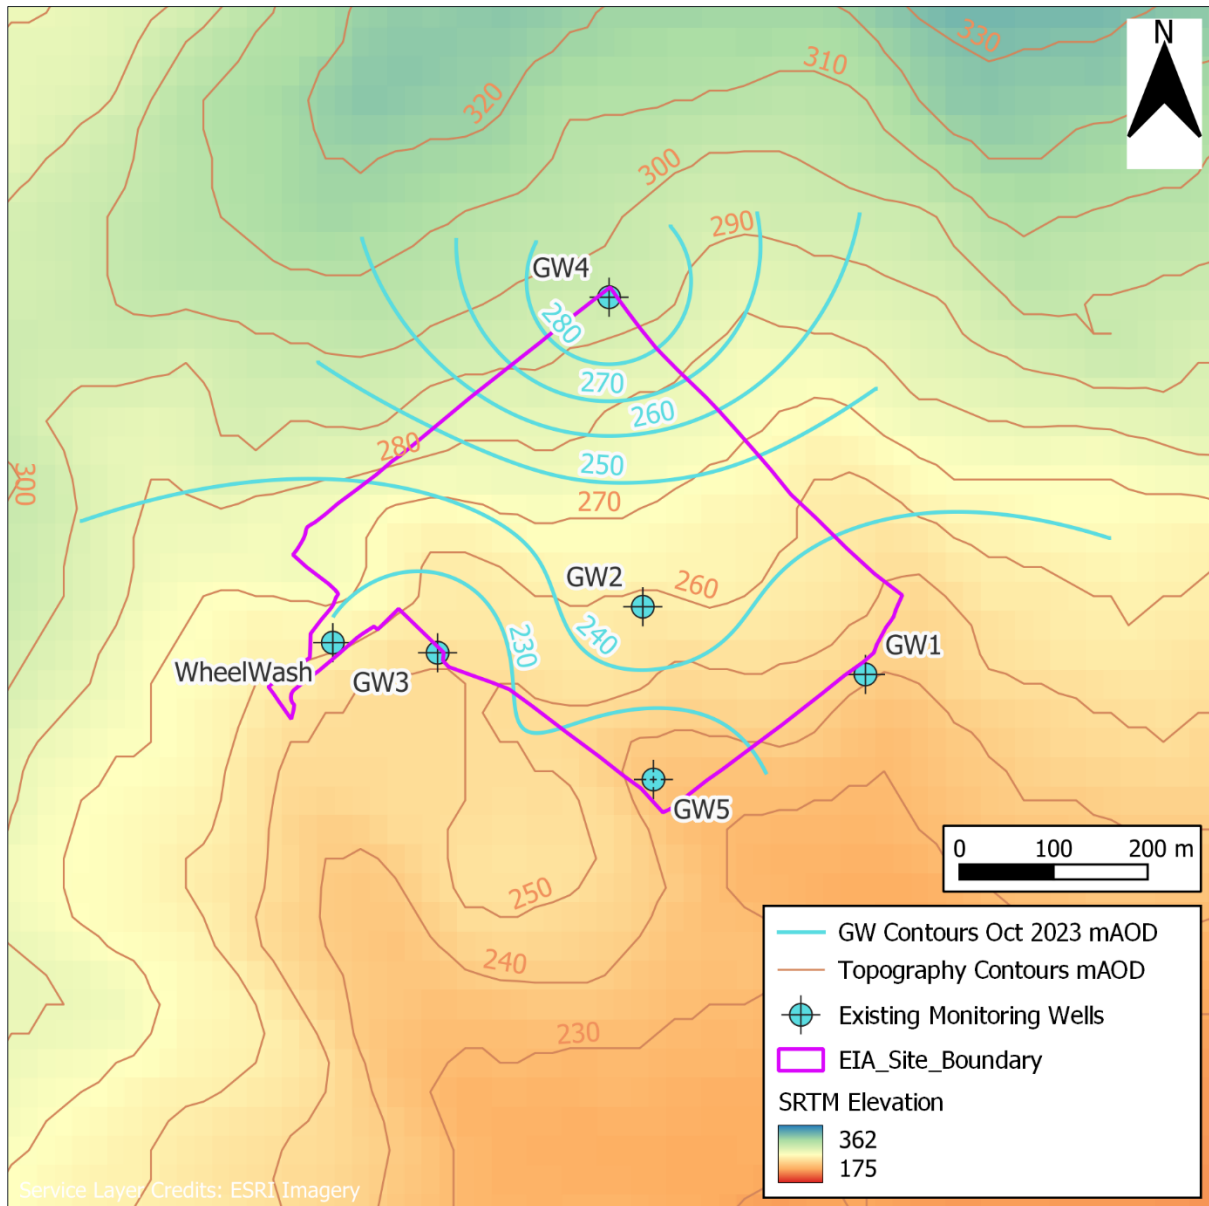 330
N
310
320
300
290
GW4
280
270
260
280
250
300
270
GW2
260
240
230
GW1
WheelWash
GW3
GW5
0 100 200 m
250
GW Contours Oct 2023 mAOD
240
Topography Contours mAOD
Existing Monitoring Wells
230
EIA_Site_Boundary
SRTM Elevation
362
175
Service Layer Credits: ESRI Imagery